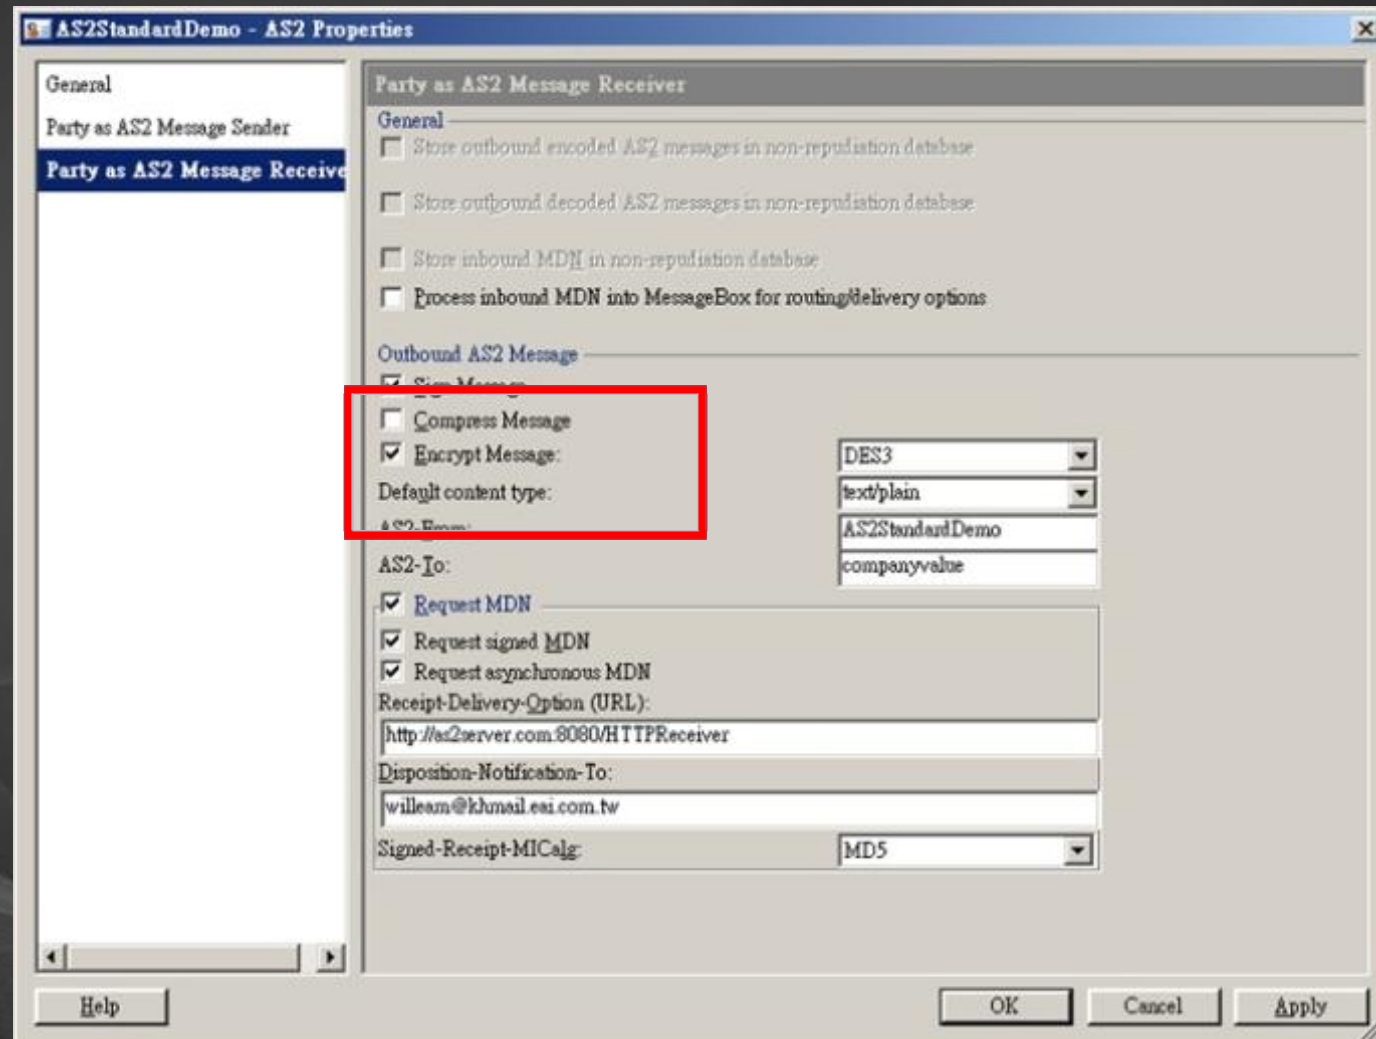 AS2StandardDemo - AS2 Properties
General
Party as AS2 Message Sender
Party as AS2 Message Receive
Party as AS2 Message Receiver
General
Store outbound encoded AS2 messages in non-repudiation database
Store outbound decoded AS2 messages in non-repudiation database
Store inbound MDN in non-repudiation database
Process inbound MDN into MessageBox for routing/delivery options
Outbound AS2 Message
Sign Message
Compress Message
Encrypt Message: DES3
Default content type: text/plain
AS2-From: AS2StandardDemo
AS2-To: companyvalue
Request MDN
Request signed MDN
Request asynchronous MDN
Receipt-Delivery-Option (URL):
http://as2server.com:8080/HTTPReceiver
Disposition-Notification-To:
willeam@khmail.eai.com.tw
Signed-Receipt-MICalg: MD5
Help OK Cancel Apply